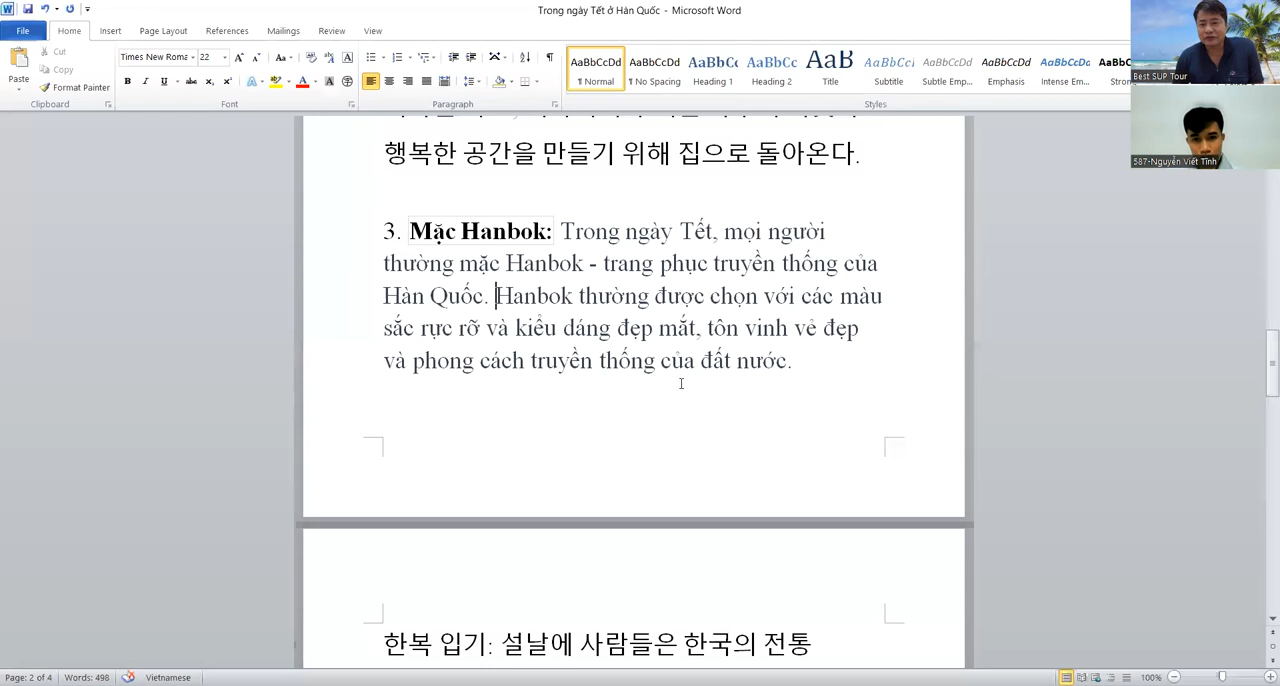 Trong ngày Tết ở Hàn Quốc - Microsoft Word
File Home Insert Page Layout References Mailings Review View
Cut
Copy
Format Painter
Paste
Times New Roma 22
AaBbCcDd AaBbCcDd AaBbC AaBbCc AaB AaBbCcI AaBbCcDd AaBbCcDd AaBbCcDd AaBb
¶ Normal ¶ No Spacing Heading 1 Heading 2 Title Subtitle Subtle Emp... Emphasis Intense Em... Stron
Clipboard Font Paragraph Styles
Best SUP Tour
587-Nguyễn Viết Tĩnh
행복한 공간을 만들기 위해 집으로 돌아온다.
3. Mặc Hanbok: Trong ngày Tết, mọi người
thường mặc Hanbok - trang phục truyền thống của
Hàn Quốc. Hanbok thường được chọn với các màu
sắc rực rỡ và kiểu dáng đẹp mắt, tôn vinh vẻ đẹp
và phong cách truyền thống của đất nước.
한복 입기: 설날에 사람들은 한국의 전통
Page: 2 of 4 Words: 498 Vietnamese 100%